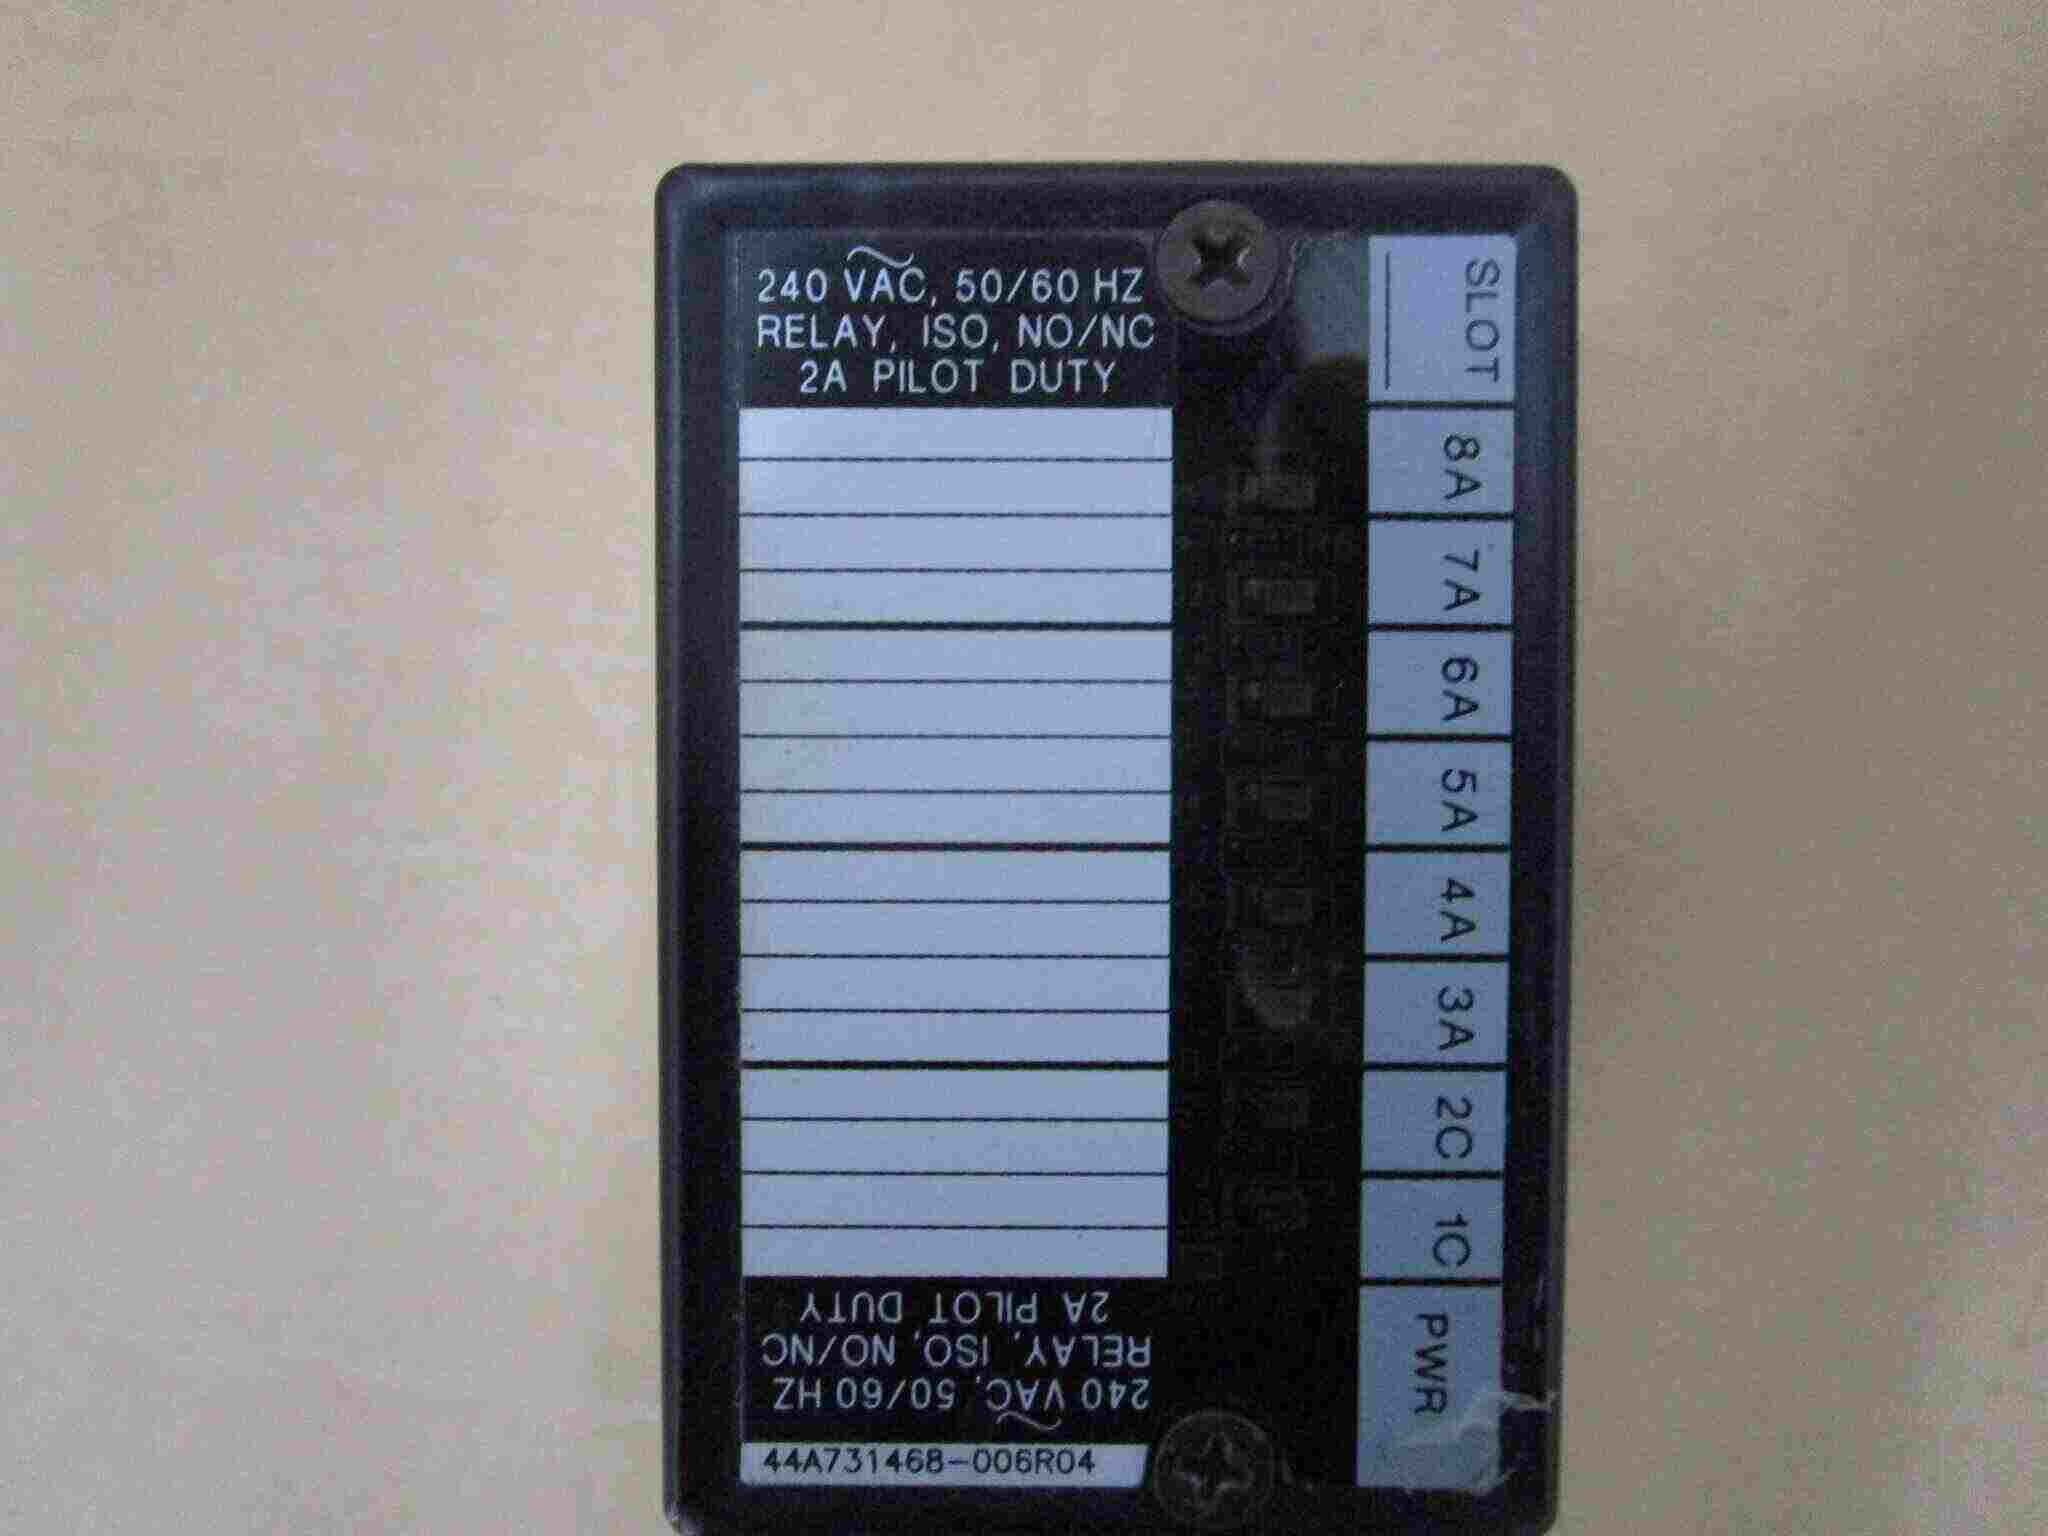 240 VAC, 50/60 HZ
RELAY, ISO, NO/NC
2A PILOT DUTY
SLOT
8A
7A
6A
5A
4A
3A
2C
1C
PWR
240 VAC, 50/60 HZ
RELAY, ISO, NO/NC
2A PILOT DUTY
44A731468-006R04